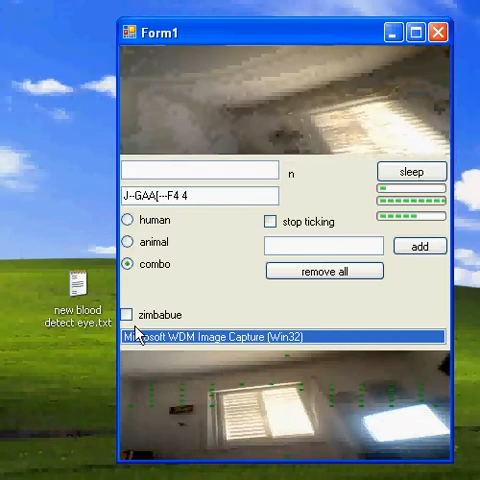 Form1
n
sleep
J--GAA[---F4 4
human
stop ticking
animal
add
combo
remove all
new blood
detect eye.txt
zimbabue
Microsoft WDM Image Capture (Win32)